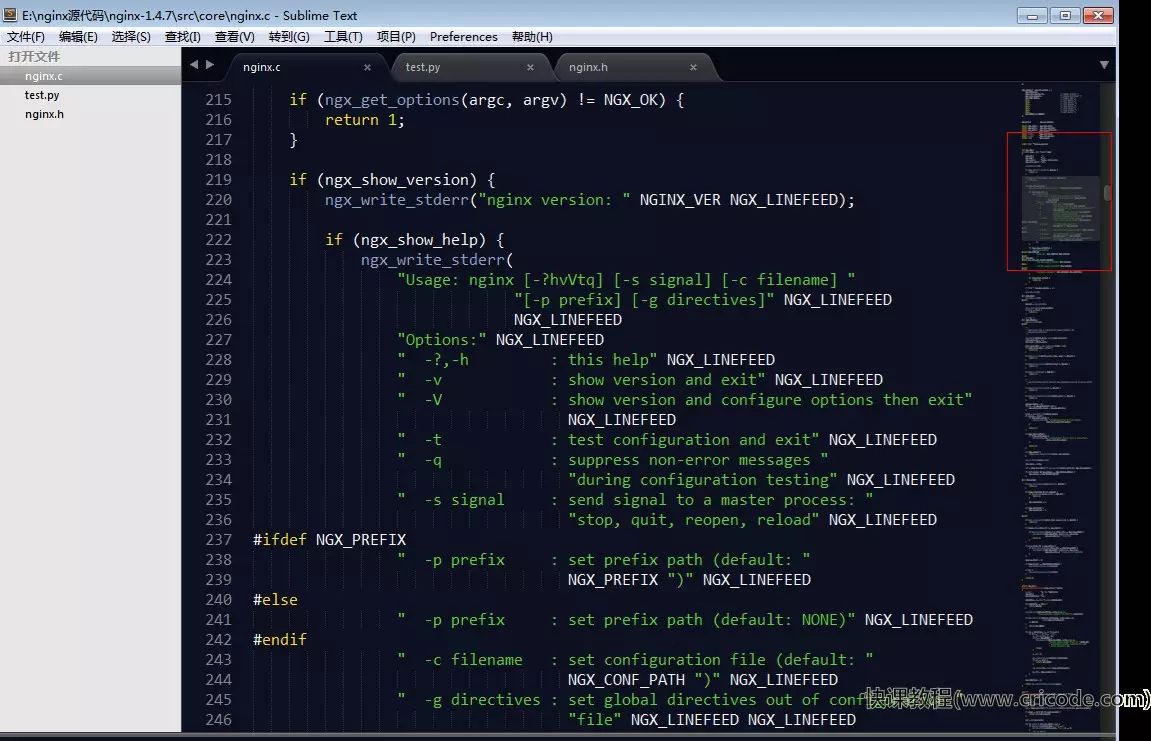 E:\nginx源代码\nginx-1.4.7\src\core\nginx.c - Sublime Text
文件(F) 编辑(E) 选择(S) 查找(I) 查看(V) 转到(G) 工具(T) 项目(P) Preferences 帮助(H)
打开文件
nginx.c
test.py
nginx.h
nginx.c × test.py × nginx.h ×
215 if (ngx_get_options(argc, argv) != NGX_OK) {
216 return 1;
217 }
218
219 if (ngx_show_version) {
220 ngx_write_stderr("nginx version: " NGINX_VER NGX_LINEFEED);
221
222 if (ngx_show_help) {
223 ngx_write_stderr(
224 "Usage: nginx [-?hvVtq] [-s signal] [-c filename] "
225 "[-p prefix] [-g directives]" NGX_LINEFEED
226 NGX_LINEFEED
227 "Options:" NGX_LINEFEED
228 " -?,-h : this help" NGX_LINEFEED
229 " -v : show version and exit" NGX_LINEFEED
230 " -V : show version and configure options then exit"
231 NGX_LINEFEED
232 " -t : test configuration and exit" NGX_LINEFEED
233 " -q : suppress non-error messages "
234 "during configuration testing" NGX_LINEFEED
235 " -s signal : send signal to a master process: "
236 "stop, quit, reopen, reload" NGX_LINEFEED
237 #ifdef NGX_PREFIX
238 " -p prefix : set prefix path (default: "
239 NGX_PREFIX ")" NGX_LINEFEED
240 #else
241 " -p prefix : set prefix path (default: NONE)" NGX_LINEFEED
242 #endif
243 " -c filename : set configuration file (default: "
244 NGX_CONF_PATH ")" NGX_LINEFEED
245 " -g directives : set global directives out of conf
246 "file" NGX_LINEFEED NGX_LINEFEED
快课教程(www.cricode.com)